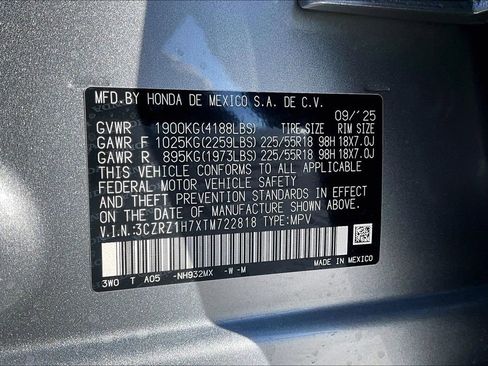 MFD.BY HONDA DE MEXICO S.A. DE C.V.
09/'25
GVWR 1900KG(4188LBS) TIRE SIZE RIM SIZE
GAWR F 1025KG(2259LBS) 225/55R18 98H 18X7.0J
GAWR R 895KG(1973LBS) 225/55R18 98H 18X7.0J
THIS VEHICLE CONFORMS TO ALL APPLICABLE
FEDERAL MOTOR VEHICLE SAFETY
AND THEFT PREVENTION STANDARDS IN EFFECT
ON THE DATE OF MANUFACTURE SHOWN ABOVE.
V.I.N:3CZRZ1H7XTM722818 TYPE:MPV
3W0 T A05 -NH932MX -W -M
MADE IN MEXICO